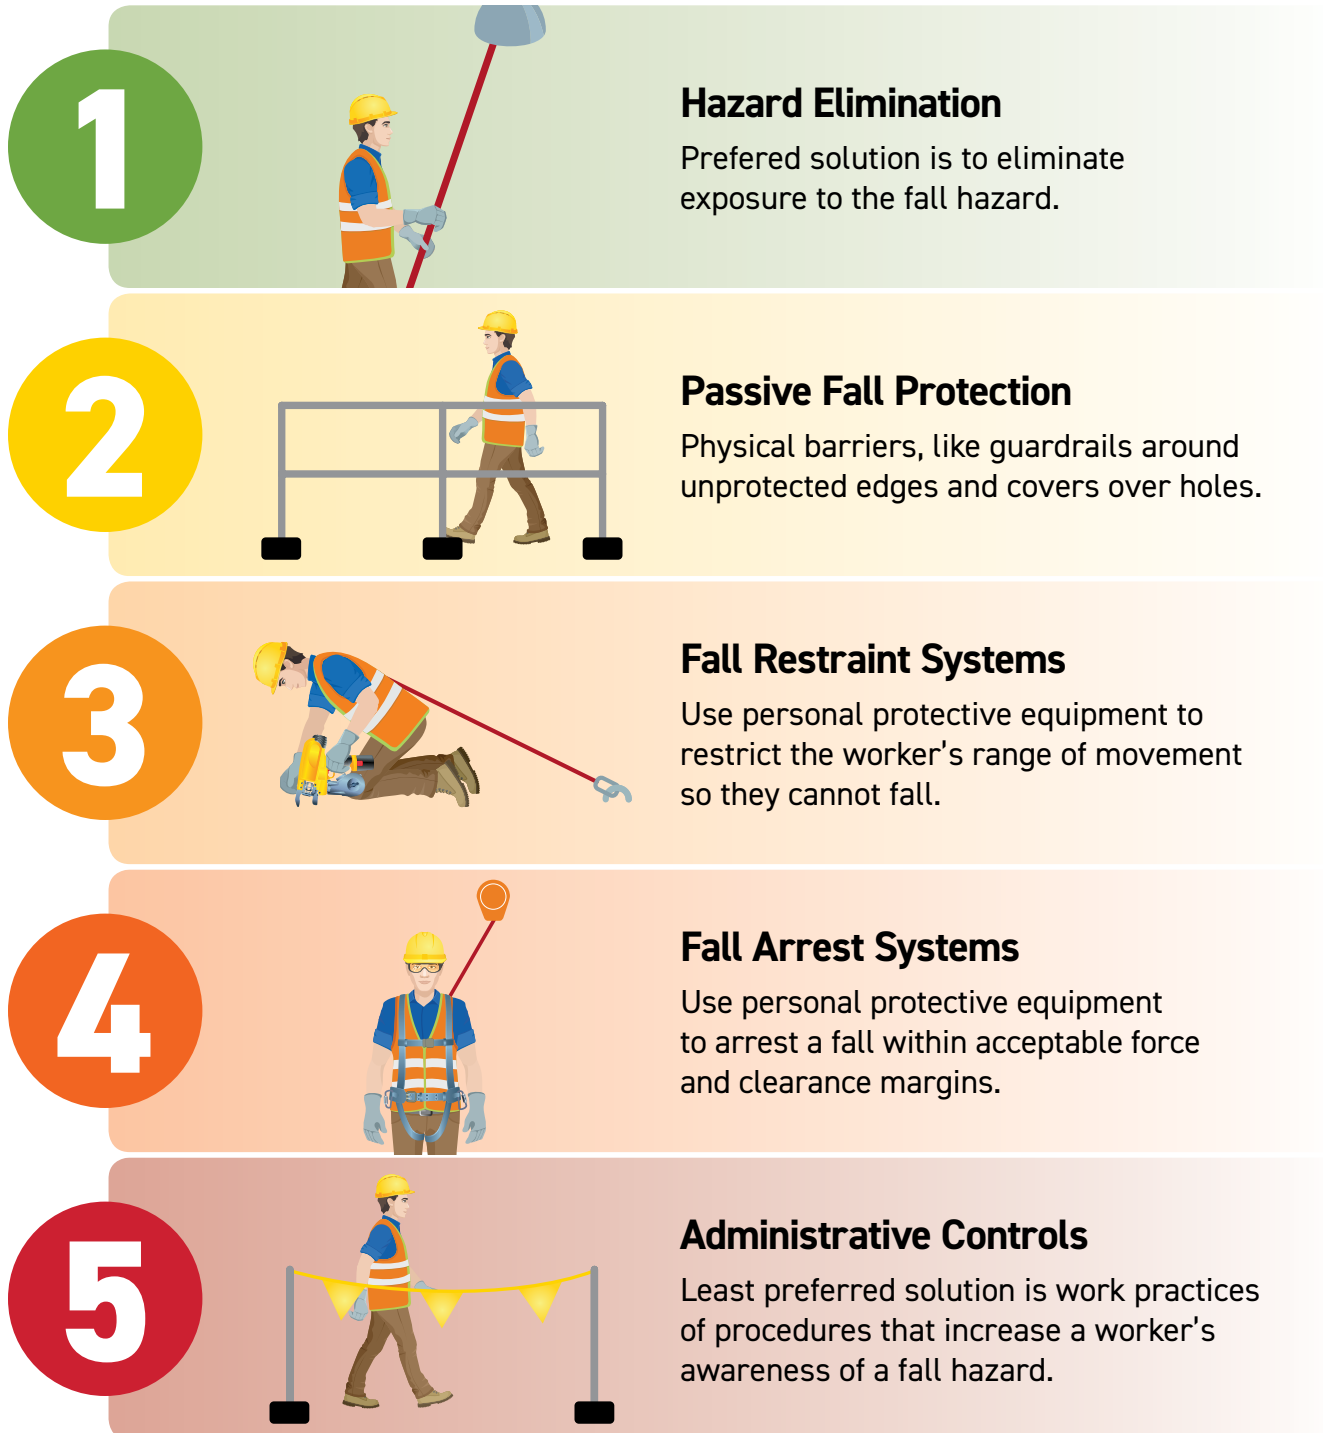 1
Hazard Elimination
Prefered solution is to eliminate
exposure to the fall hazard.
2
Passive Fall Protection
Physical barriers, like guardrails around
unprotected edges and covers over holes.
3
Fall Restraint Systems
Use personal protective equipment to
restrict the worker's range of movement
so they cannot fall.
4
Fall Arrest Systems
Use personal protective equipment
to arrest a fall within acceptable force
and clearance margins.
5
Administrative Controls
Least preferred solution is work practices
of procedures that increase a worker's
awareness of a fall hazard.